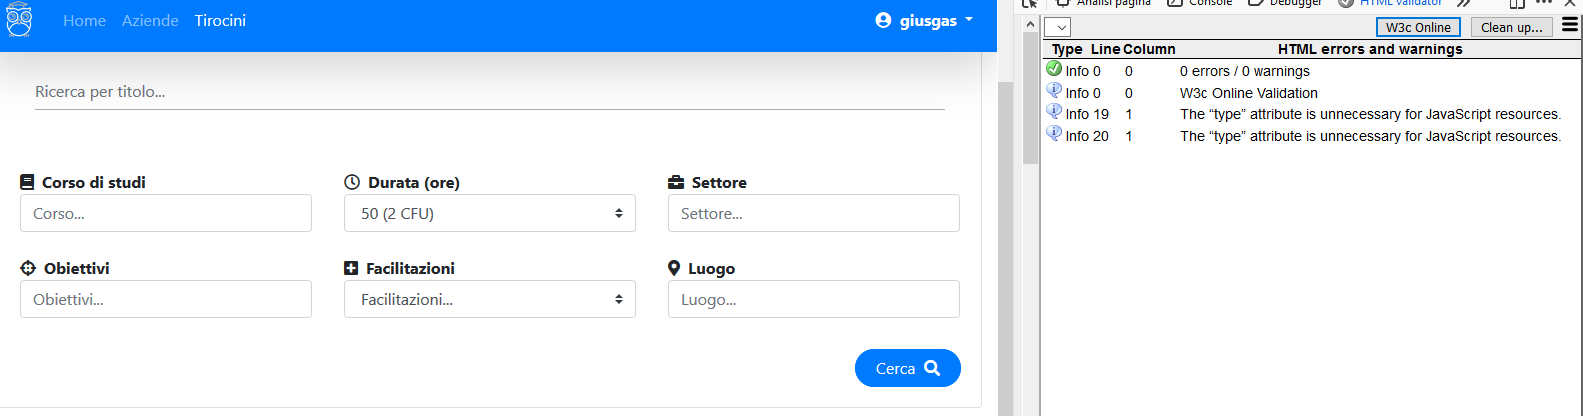 Home Aziende Tirocini giusgas
Ricerca per titolo...
Corso di studi Durata (ore) Settore
Corso... 50 (2 CFU) Settore...
Obiettivi Facilitazioni Luogo
Obiettivi... Facilitazioni... Luogo...
Cerca
Analisi pagina Console Debugger HTML validator
W3c Online Clean up...
Type Line Column HTML errors and warnings
Info 0 0 0 errors / 0 warnings
Info 0 0 W3c Online Validation
Info 19 1 The “type” attribute is unnecessary for JavaScript resources.
Info 20 1 The “type” attribute is unnecessary for JavaScript resources.